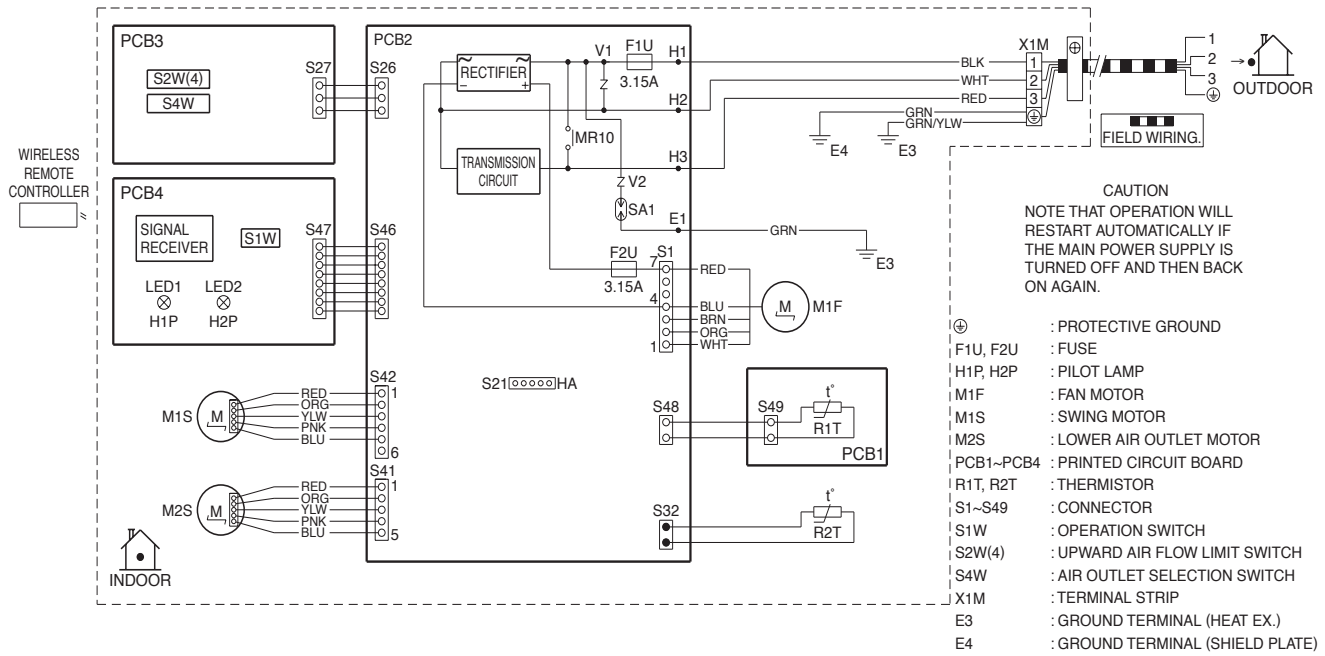 PCB3
S2W(4)
S4W
S27
S26
PCB2
RECTIFIER
~
~
−
+
V1
F1U
3.15A
H1
H2
MR10
TRANSMISSION
CIRCUIT
H3
Z V2
SA1
E1
GRN
E3
BLK
WHT
RED
GRN
GRN/YLW
E4
E3
X1M
1
2
3
1
2
3
OUTDOOR
FIELD WIRING.
WIRELESS
REMOTE
CONTROLLER
PCB4
SIGNAL
RECEIVER
S1W
S47
S46
LED1
LED2
H1P
H2P
F2U
3.15A
S1
7
4
1
RED
BLU
BRN
ORG
WHT
M
M1F
S21
HA
S42
1
6
M1S
M
RED
ORG
YLW
PNK
BLU
S41
1
5
M2S
M
RED
ORG
YLW
PNK
BLU
S48
S49
t°
R1T
PCB1
S32
t°
R2T
INDOOR
CAUTION
NOTE THAT OPERATION WILL
RESTART AUTOMATICALLY IF
THE MAIN POWER SUPPLY IS
TURNED OFF AND THEN BACK
ON AGAIN.
: PROTECTIVE GROUND
F1U, F2U : FUSE
H1P, H2P : PILOT LAMP
M1F : FAN MOTOR
M1S : SWING MOTOR
M2S : LOWER AIR OUTLET MOTOR
PCB1~PCB4 : PRINTED CIRCUIT BOARD
R1T, R2T : THERMISTOR
S1~S49 : CONNECTOR
S1W : OPERATION SWITCH
S2W(4) : UPWARD AIR FLOW LIMIT SWITCH
S4W : AIR OUTLET SELECTION SWITCH
X1M : TERMINAL STRIP
E3 : GROUND TERMINAL (HEAT EX.)
E4 : GROUND TERMINAL (SHIELD PLATE)